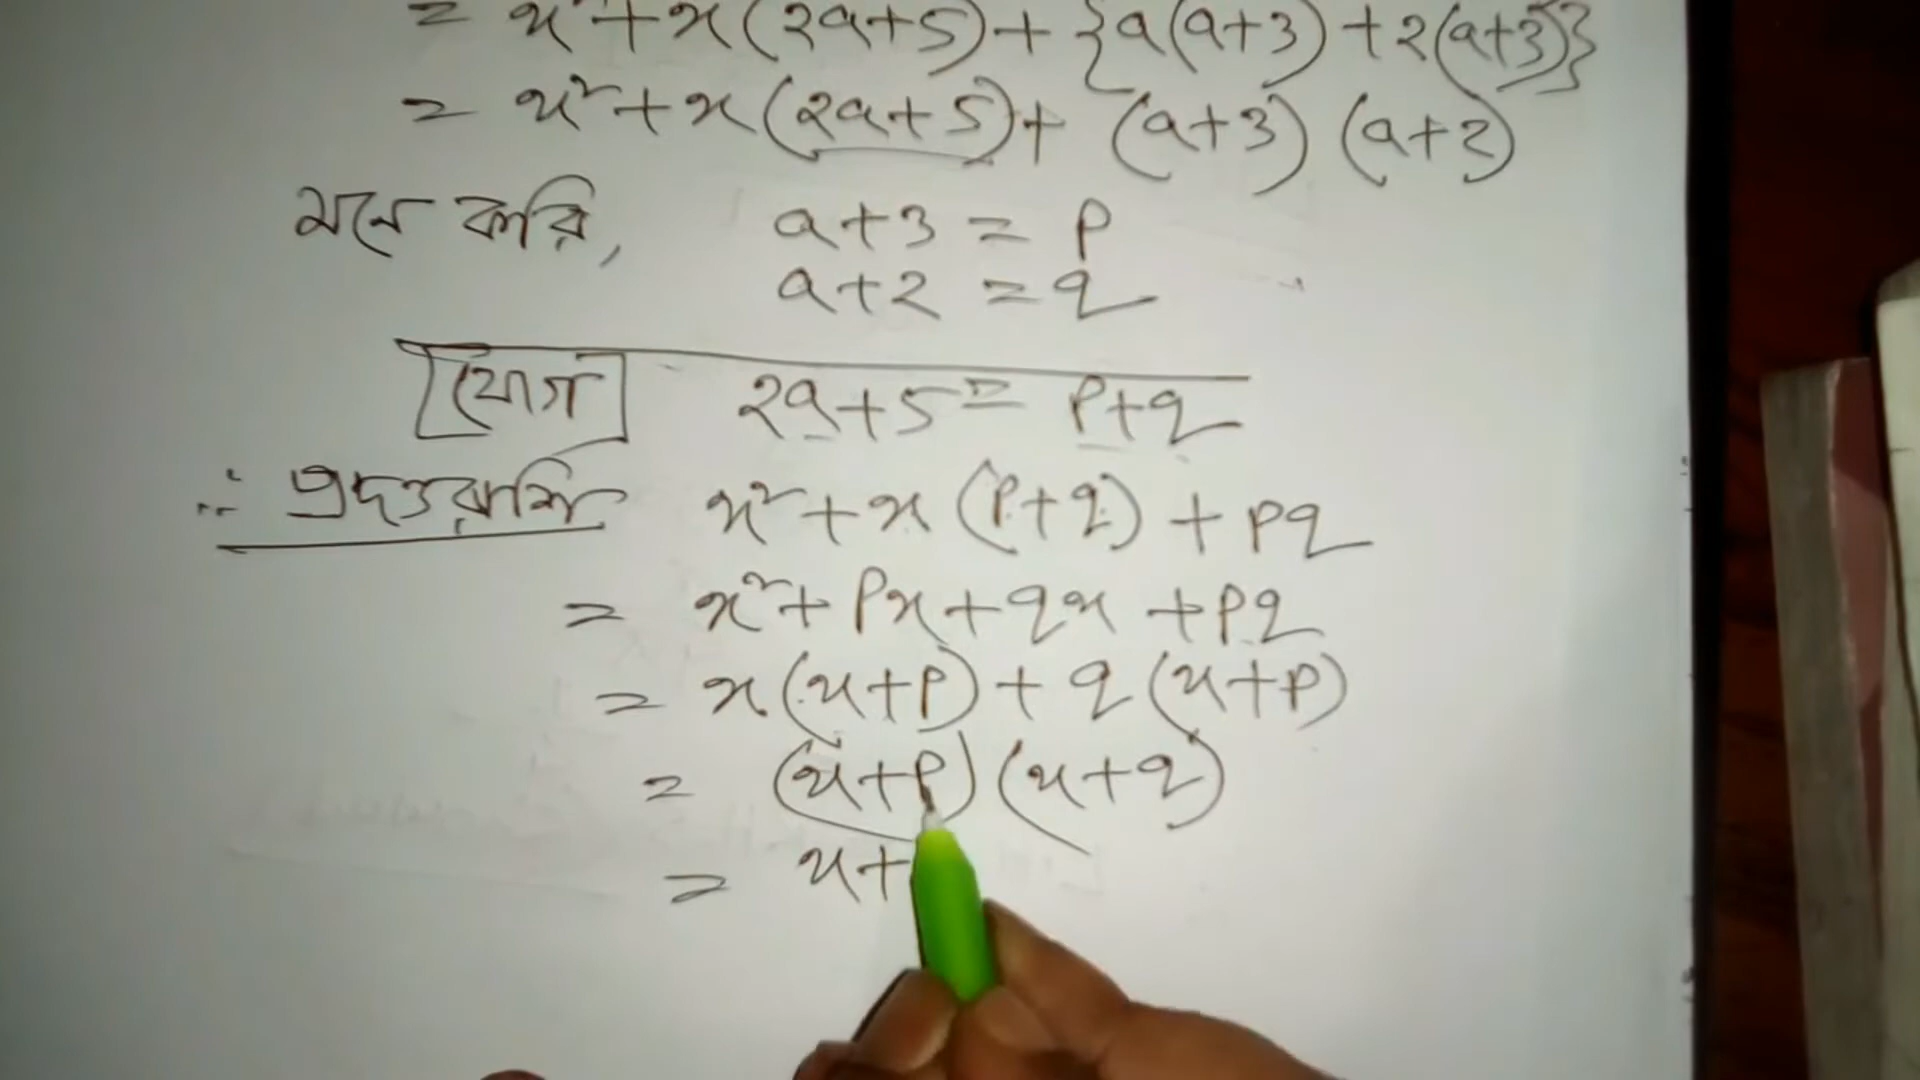 = x² + x(2a+5) + {a(a+3) + 2(a+3)}
= x² + x(2a+5) + (a+3)(a+2)
মনে করি, a+3 = p
a+2 = q
যোগ 2a+5 = p+q
∴ প্রদত্তরাশি x² + x(p+q) + pq
= x² + px + qx + pq
= x(x+p) + q(x+p)
= (x+p)(x+q)
= x+